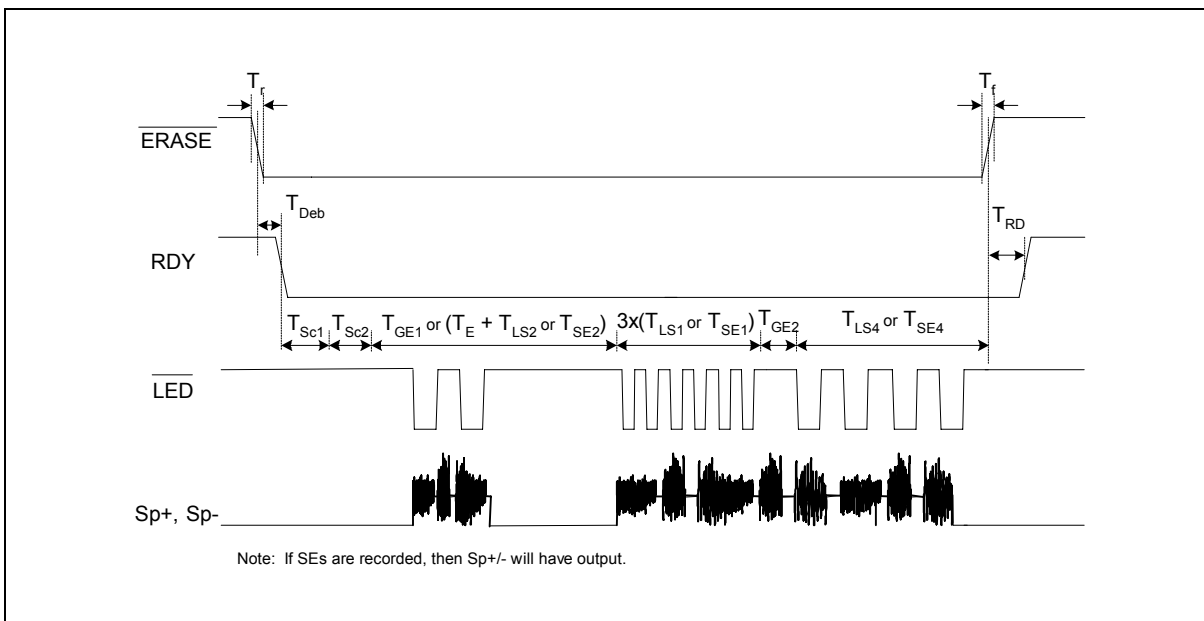 Tr
Tf
ERASE
TDeb
TRD
RDY
TSc1 TSc2 TGE1 or (TE + TLS2 or TSE2) 3x(TLS1 or TSE1) TGE2 TLS4 or TSE4
LED
Sp+, Sp-
Note: If SEs are recorded, then Sp+/- will have output.